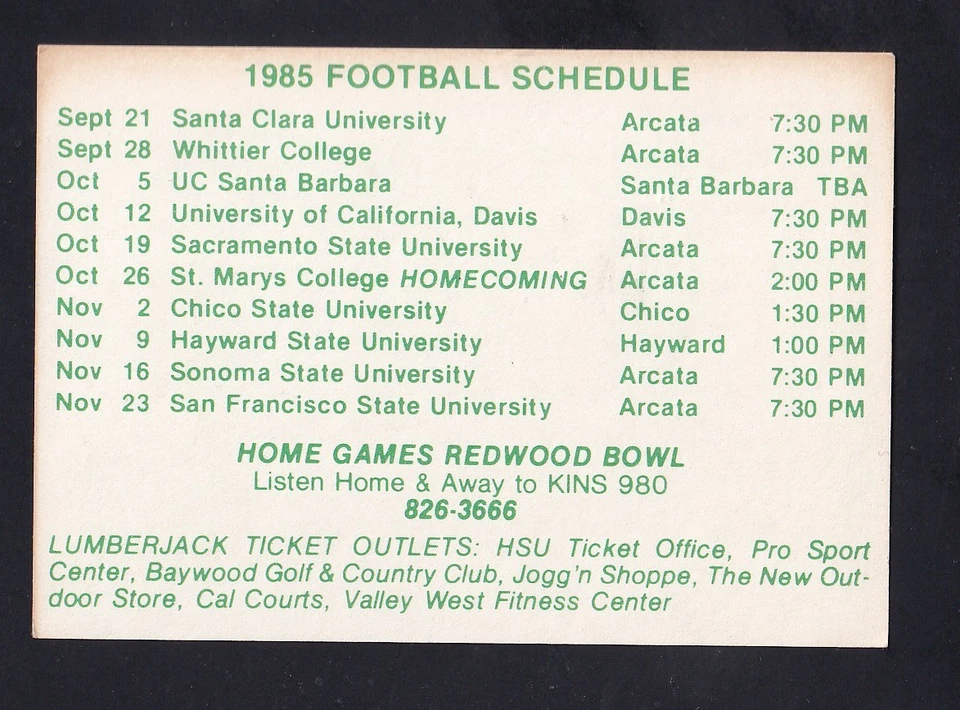 1985 FOOTBALL SCHEDULE
Sept 21 Santa Clara University Arcata 7:30 PM
Sept 28 Whittier College Arcata 7:30 PM
Oct 5 UC Santa Barbara Santa Barbara TBA
Oct 12 University of California, Davis Davis 7:30 PM
Oct 19 Sacramento State University Arcata 7:30 PM
Oct 26 St. Marys College HOMECOMING Arcata 2:00 PM
Nov 2 Chico State University Chico 1:30 PM
Nov 9 Hayward State University Hayward 1:00 PM
Nov 16 Sonoma State University Arcata 7:30 PM
Nov 23 San Francisco State University Arcata 7:30 PM
HOME GAMES REDWOOD BOWL
Listen Home & Away to KINS 980
826-3666
LUMBERJACK TICKET OUTLETS: HSU Ticket Office, Pro Sport
Center, Baywood Golf & Country Club, Jogg'n Shoppe, The New Out-
door Store, Cal Courts, Valley West Fitness Center